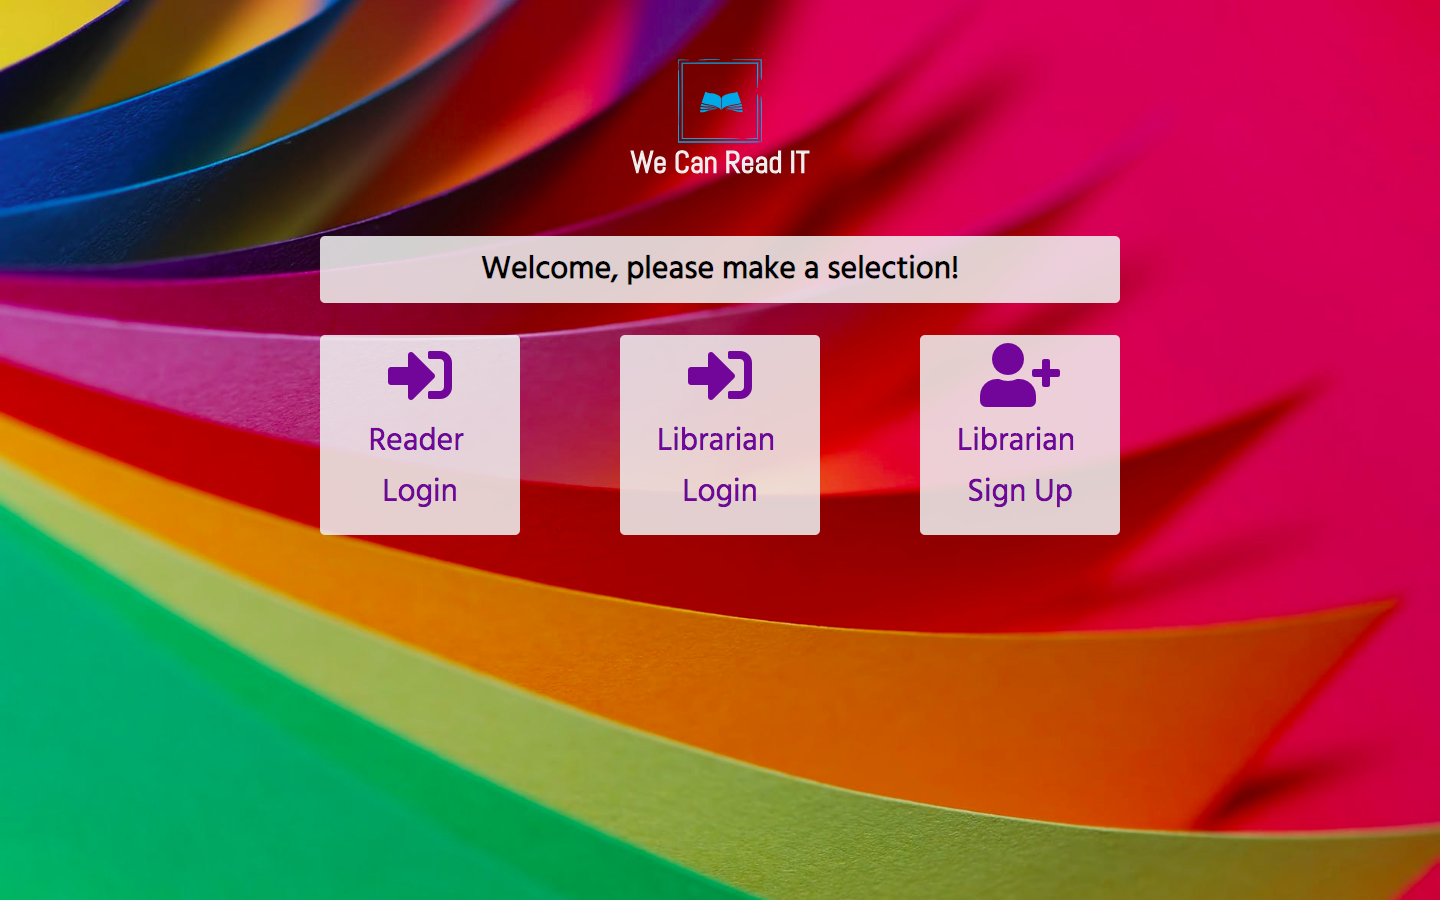 We Can Read IT
Welcome, please make a selection!
Reader
Login
Librarian
Login
Librarian
Sign Up